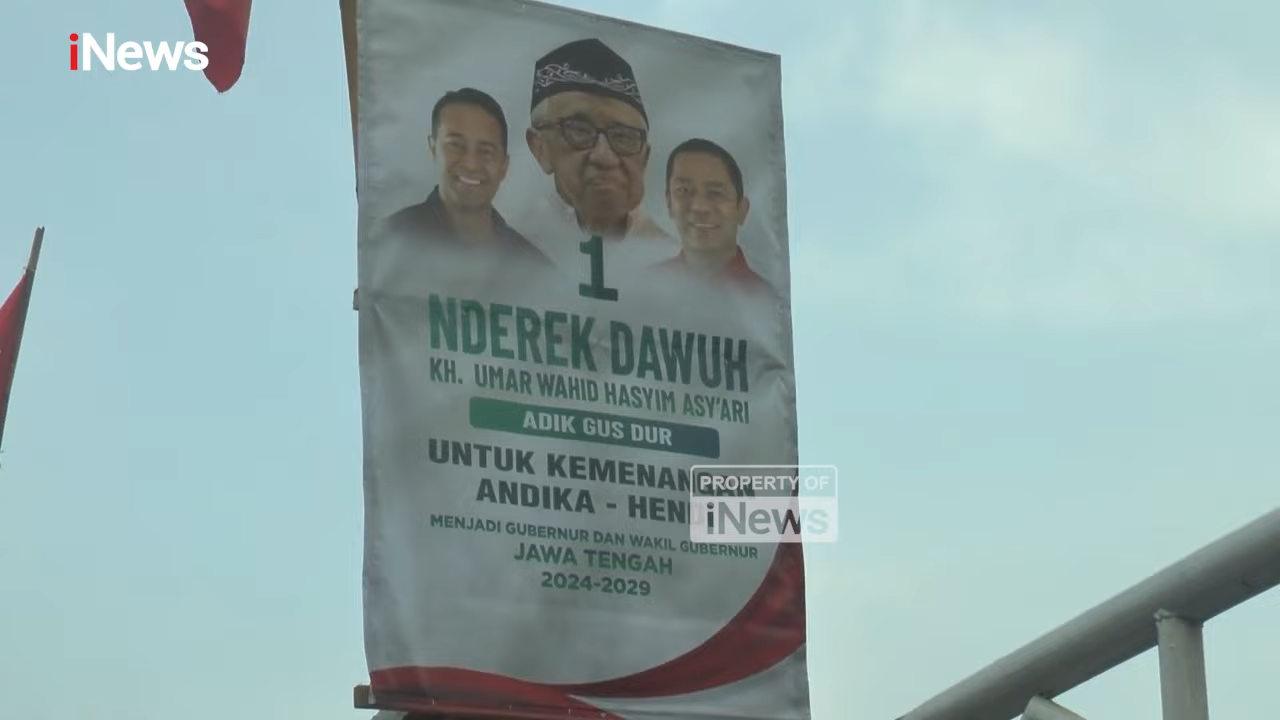 iNews
1
NDEREK DAWUH
KH. UMAR WAHID HASYIM ASY'ARI
ADIK GUS DUR
UNTUK KEMENANGAN
ANDIKA - HEN
PROPERTY OF
iNews
MENJADI GUBERNUR DAN WAKIL GUBERNUR
JAWA TENGAH
2024-2029